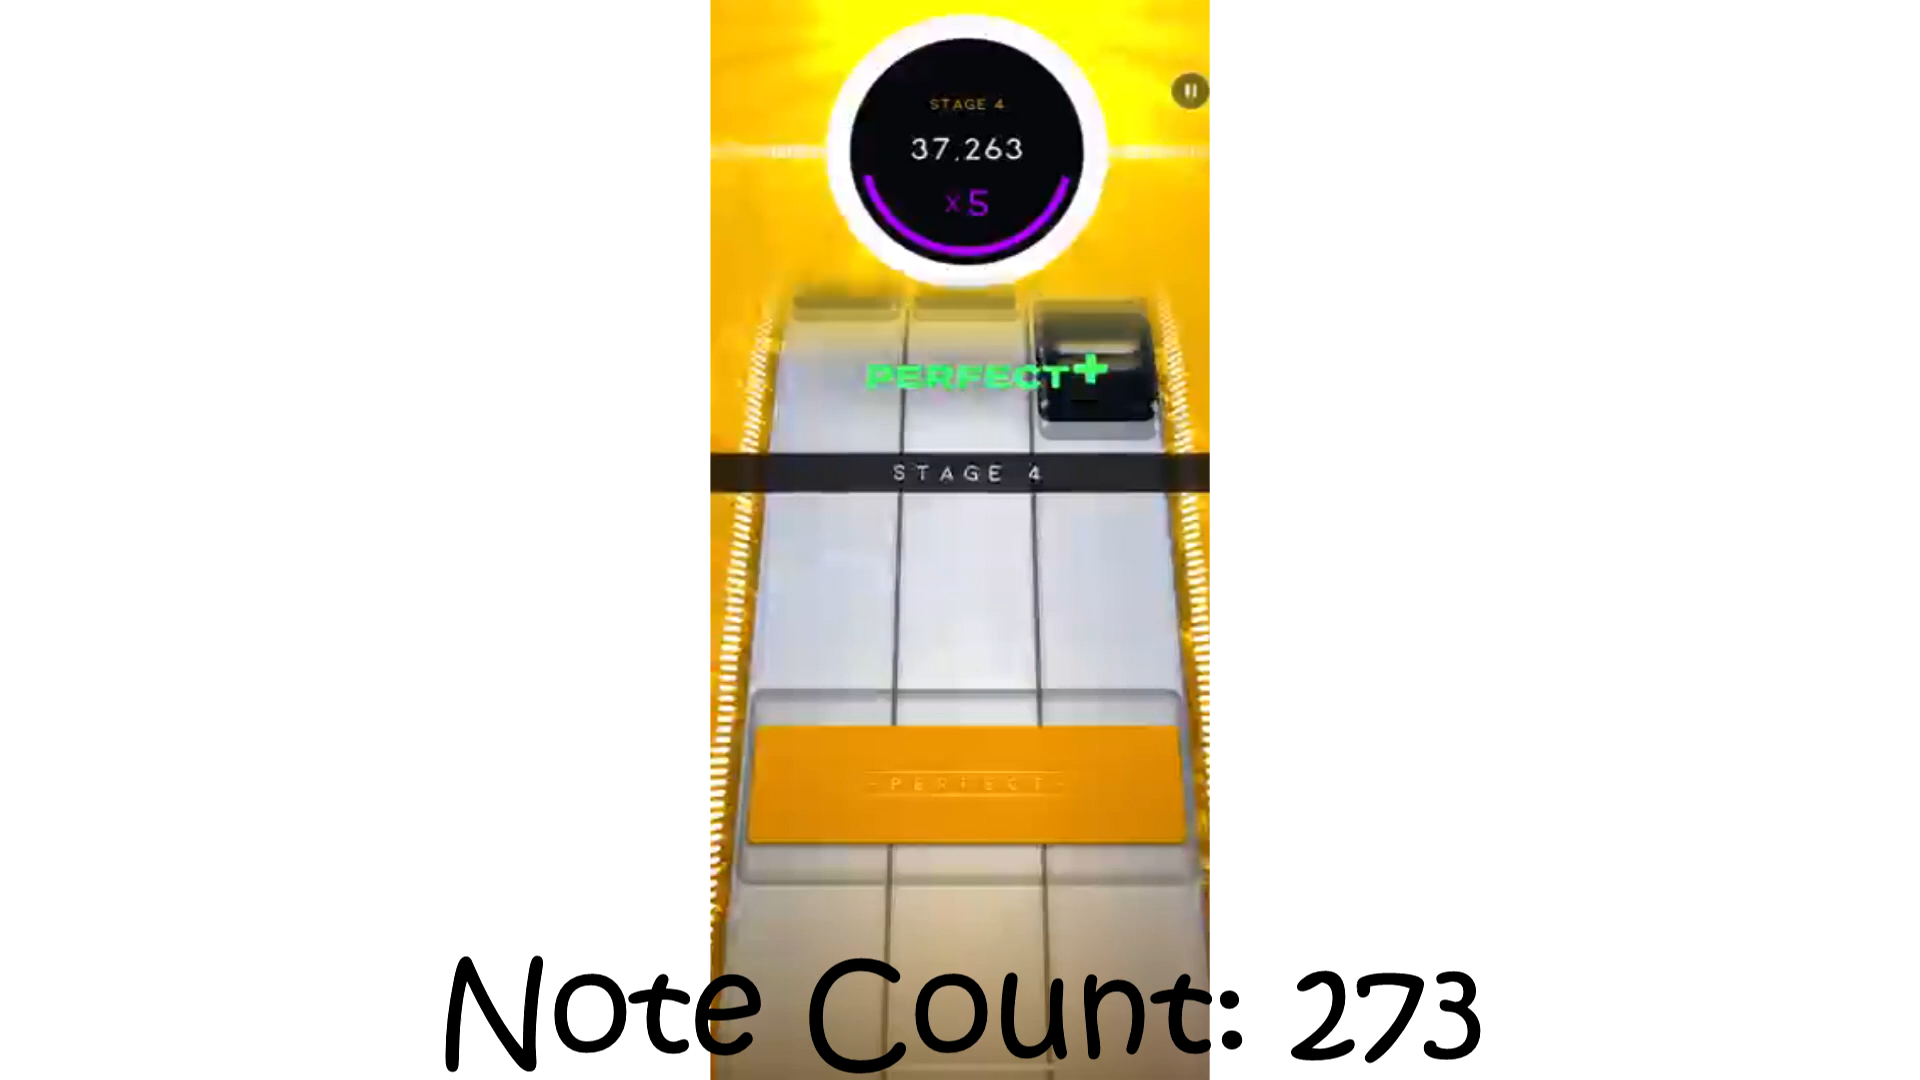 STAGE 4
37,263
x5
PERFECT+
STAGE 4
-PERFECT-
Note Count: 273